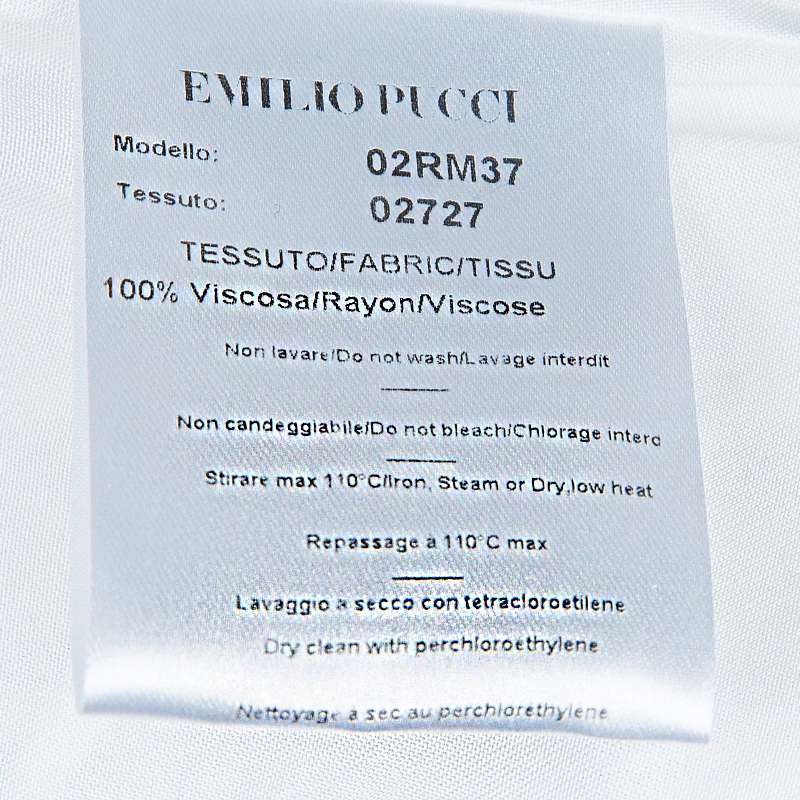 EMILIO PUCCI
Modello: 02RM37
Tessuto: 02727
TESSUTO/FABRIC/TISSU
100% Viscosa/Rayon/Viscose
Non lavare/Do not wash/Lavage interdit
Non candeggiabile/Do not bleach/Chlorage interd
Stirare max 110°C/Iron, Steam or Dry,low heat
Repassage a 110°C max
Lavaggio a secco con tetracloroetilene
Dry clean with perchloroethylene
Nettoyage a sec au perchlorethylene